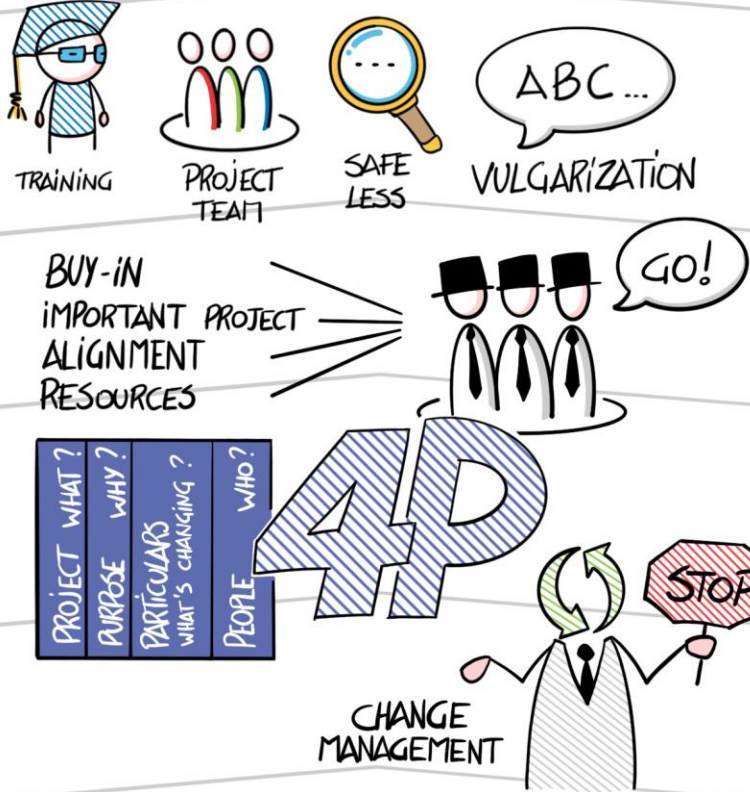 ABC...
TRAINING
PROJECT
TEAM
SAFE
LESS
VULGARIZATION
BUY-IN
IMPORTANT PROJECT
ALIGNMENT
RESOURCES
GO!
PROJECT WHAT?
PURPOSE WHY?
PARTICULARS
WHAT'S CHANGING?
PEOPLE WHO?
4P
STOP
CHANGE
MANAGEMENT